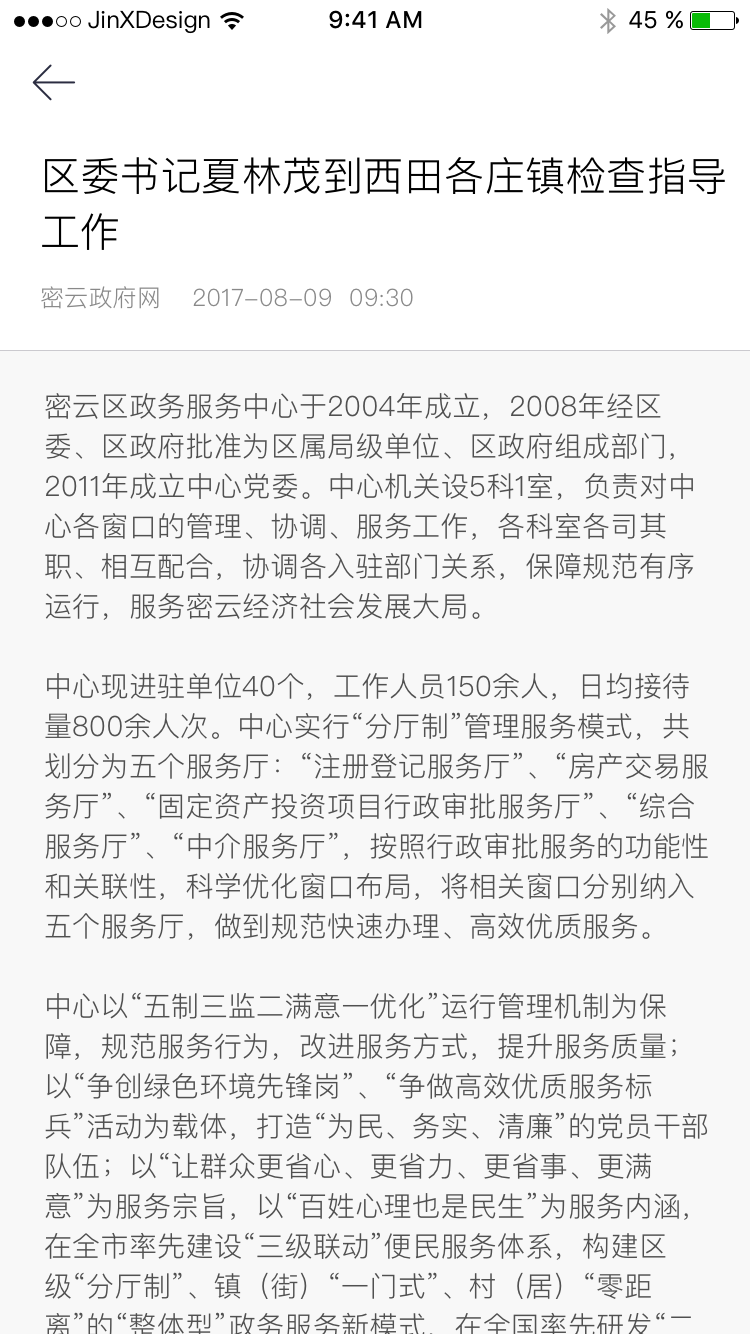 JinXDesign 9:41 AM 45 %
区委书记夏林茂到西田各庄镇检查指导
工作
密云政府网 2017-08-09 09:30
密云区政务服务中心于2004年成立，2008年经区
委、区政府批准为区属局级单位、区政府组成部门，
2011年成立中心党委。中心机关设5科1室，负责对中
心各窗口的管理、协调、服务工作，各科室各司其
职、相互配合，协调各入驻部门关系，保障规范有序
运行，服务密云经济社会发展大局。
中心现进驻单位40个，工作人员150余人，日均接待
量800余人次。中心实行“分厅制”管理服务模式，共
划分为五个服务厅：“注册登记服务厅”、“房产交易服
务厅”、“固定资产投资项目行政审批服务厅”、“综合
服务厅”、“中介服务厅”，按照行政审批服务的功能性
和关联性，科学优化窗口布局，将相关窗口分别纳入
五个服务厅，做到规范快速办理、高效优质服务。
中心以“五制三监二满意一优化”运行管理机制为保
障，规范服务行为，改进服务方式，提升服务质量；
以“争创绿色环境先锋岗”、“争做高效优质服务标
兵”活动为载体，打造“为民、务实、清廉”的党员干部
队伍；以“让群众更省心、更省力、更省事、更满
意”为服务宗旨，以“百姓心理也是民生”为服务内涵，
在全市率先建设“三级联动”便民服务体系，构建区
级“分厅制”、镇（街）“一门式”、村（居）“零距
离”的“整体型”政务服务新模式，在全国率先研发“二